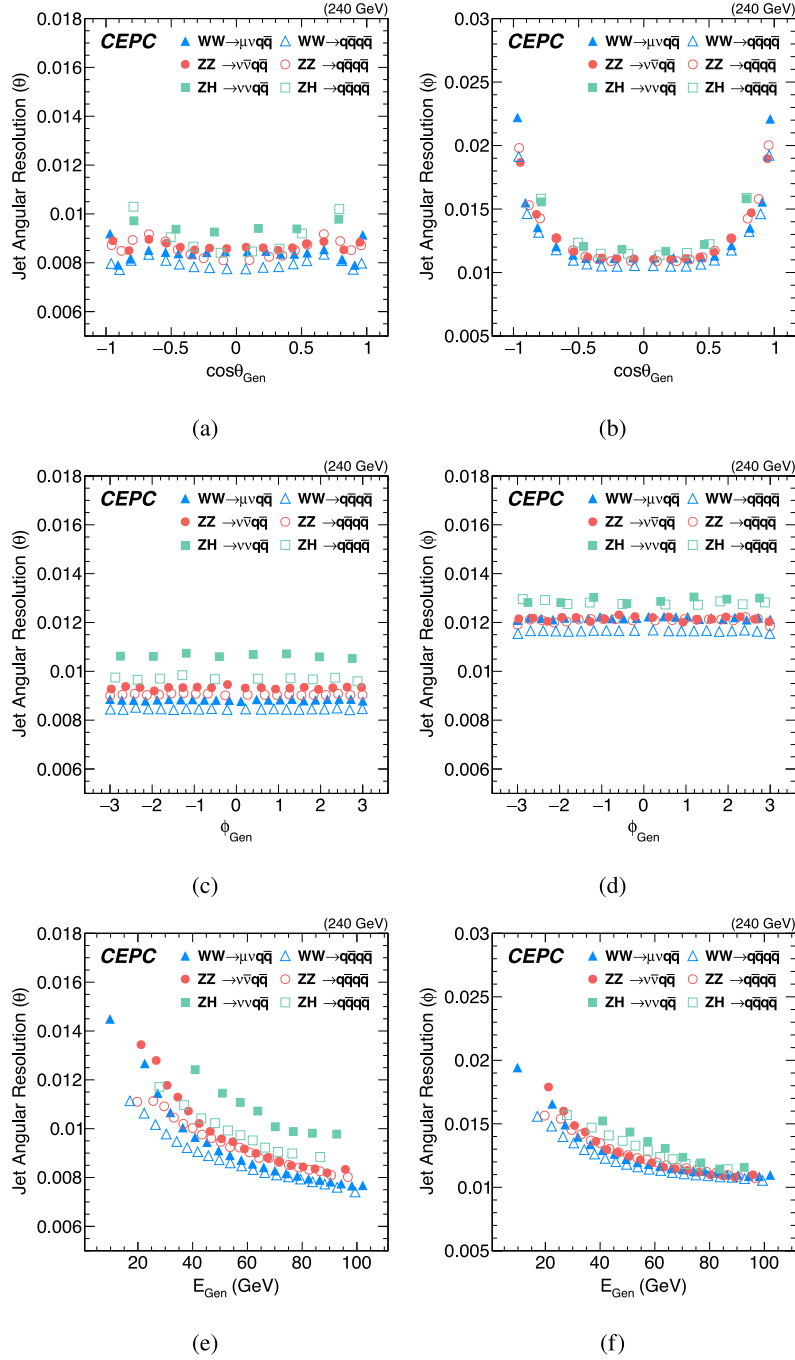 (240 GeV) (240 GeV)
CEPC WW→μνqq̅ WW→qq̅qq̅ CEPC WW→μνqq̅ WW→qq̅qq̅
ZZ →νν̅qq̅ ZZ →qq̅qq̅ ZZ →νν̅qq̅ ZZ →qq̅qq̅
ZH →ννqq̅ ZH →qq̅qq̅ ZH →ννqq̅ ZH →qq̅qq̅
Jet Angular Resolution (θ) Jet Angular Resolution (ϕ)
0.018 0.03
0.016 0.025
0.014 0.02
0.012 0.015
0.01 0.01
0.008 0.005
0.006
−1 −0.5 0 0.5 1 −1 −0.5 0 0.5 1
cosθGen cosθGen
(a) (b)
(240 GeV) (240 GeV)
CEPC WW→μνqq̅ WW→qq̅qq̅ CEPC WW→μνqq̅ WW→qq̅qq̅
ZZ →νν̅qq̅ ZZ →qq̅qq̅ ZZ →νν̅qq̅ ZZ →qq̅qq̅
ZH →ννqq̅ ZH →qq̅qq̅ ZH →ννqq̅ ZH →qq̅qq̅
Jet Angular Resolution (θ) Jet Angular Resolution (ϕ)
0.018 0.018
0.016 0.016
0.014 0.014
0.012 0.012
0.01 0.01
0.008 0.008
0.006 0.006
−3 −2 −1 0 1 2 3 −3 −2 −1 0 1 2 3
ϕGen ϕGen
(c) (d)
(240 GeV) (240 GeV)
CEPC WW→μνqq̅ WW→qq̅qq̅ CEPC WW→μνqq̅ WW→qq̅qq̅
ZZ →νν̅qq̅ ZZ →qq̅qq̅ ZZ →νν̅qq̅ ZZ →qq̅qq̅
ZH →ννqq̅ ZH →qq̅qq̅ ZH →ννqq̅ ZH →qq̅qq̅
Jet Angular Resolution (θ) Jet Angular Resolution (ϕ)
0.018 0.03
0.016 0.025
0.014 0.02
0.012 0.015
0.01 0.01
0.008 0.005
0.006
20 40 60 80 100 20 40 60 80 100
EGen (GeV) EGen (GeV)
(e) (f)